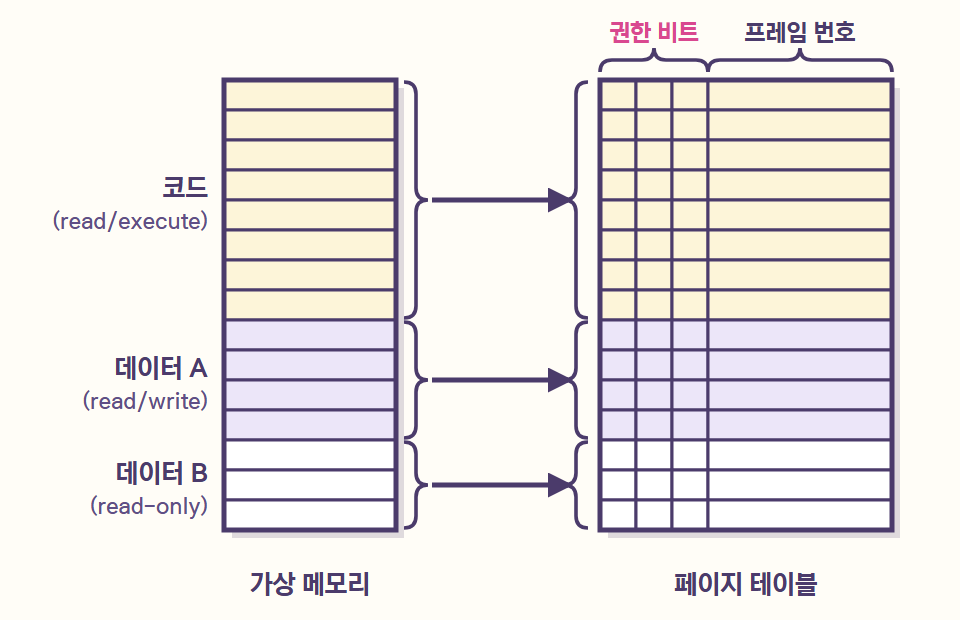 권한 비트
프레임 번호
코드
(read/execute)
데이터 A
(read/write)
데이터 B
(read-only)
가상 메모리
페이지 테이블